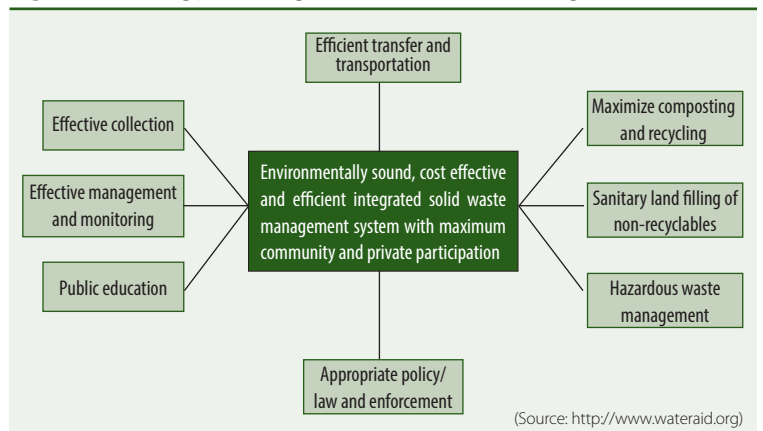 Efficient transfer and
transportation
Effective collection
Effective management
and monitoring
Public education
Environmentally sound, cost effective
and efficient integrated solid waste
management system with maximum
community and private participation
Maximize composting
and recycling
Sanitary land filling of
non-recyclables
Hazardous waste
management
Appropriate policy/
law and enforcement
(Source: http://www.wateraid.org)